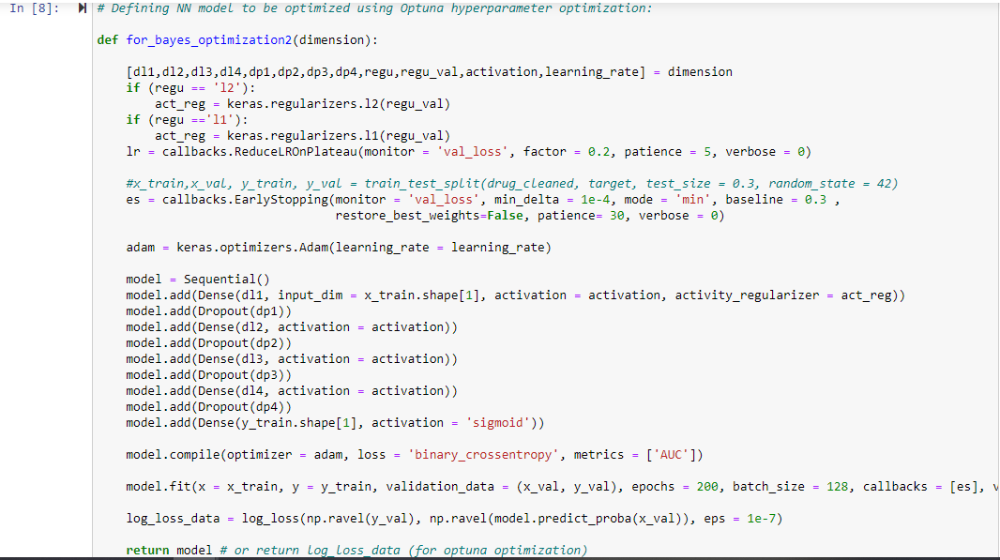 In [8]:
# Defining NN model to be optimized using Optuna hyperparameter optimization:
def for_bayes_optimization2(dimension):
[dl1,dl2,dl3,dl4,dp1,dp2,dp3,dp4,regu,regu_val,activation,learning_rate] = dimension
if (regu == 'l2'):
act_reg = keras.regularizers.l2(regu_val)
if (regu =='l1'):
act_reg = keras.regularizers.l1(regu_val)
lr = callbacks.ReduceLROnPlateau(monitor = 'val_loss', factor = 0.2, patience = 5, verbose = 0)
#x_train,x_val, y_train, y_val = train_test_split(drug_cleaned, target, test_size = 0.3, random_state = 42)
es = callbacks.EarlyStopping(monitor = 'val_loss', min_delta = 1e-4, mode = 'min', baseline = 0.3 ,
restore_best_weights=False, patience= 30, verbose = 0)
adam = keras.optimizers.Adam(learning_rate = learning_rate)
model = Sequential()
model.add(Dense(dl1, input_dim = x_train.shape[1], activation = activation, activity_regularizer = act_reg))
model.add(Dropout(dp1))
model.add(Dense(dl2, activation = activation))
model.add(Dropout(dp2))
model.add(Dense(dl3, activation = activation))
model.add(Dropout(dp3))
model.add(Dense(dl4, activation = activation))
model.add(Dropout(dp4))
model.add(Dense(y_train.shape[1], activation = 'sigmoid'))
model.compile(optimizer = adam, loss = 'binary_crossentropy', metrics = ['AUC'])
model.fit(x = x_train, y = y_train, validation_data = (x_val, y_val), epochs = 200, batch_size = 128, callbacks = [es],
log_loss_data = log_loss(np.ravel(y_val), np.ravel(model.predict_proba(x_val)), eps = 1e-7)
return model # or return log_loss_data (for optuna optimization)